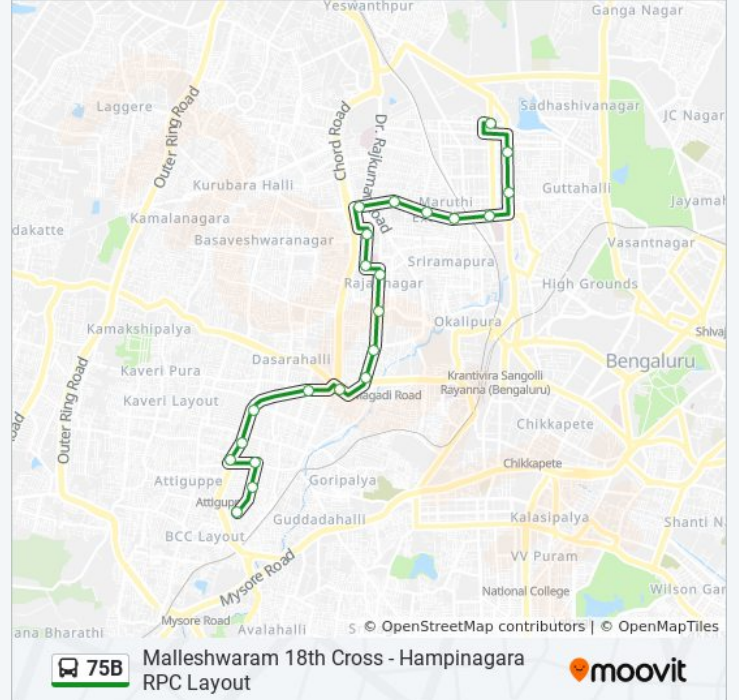 Yeswanthpur
Ganga Nagar
Laggere
Sadhashivanagar
JC Nagar
Outer Ring Road
Chord Road
Dr. Rajkumar Road
Kurubara Halli
Guttahalli
Maruthi
Jayamah
Kamalanagara
dakatte
Basaveshwaranagar
Vasantnagar
Sriramapura
High Grounds
Okalipura
Kamakshipalya
Shivaj
Dasarahalli
Bengaluru
Kaveri Pura
Krantivira Sangolli
Rayanna (Bengaluru)
Magadi Road
Kaveri Layout
Outer Ring Road
Chikkapete
Chikkapete
Attiguppe
Goripalya
Attigupp
Guddadahalli
Kalasipalya
Shanti N
BCC Layout
VV Puram
Mysore Road
National College
Wilson Gar
Mysore Road
ana Bharathi
Avalahalli
© OpenStreetMap contributors | © OpenMapTiles
75B
Malleshwaram 18th Cross - Hampinagara
RPC Layout
moovit